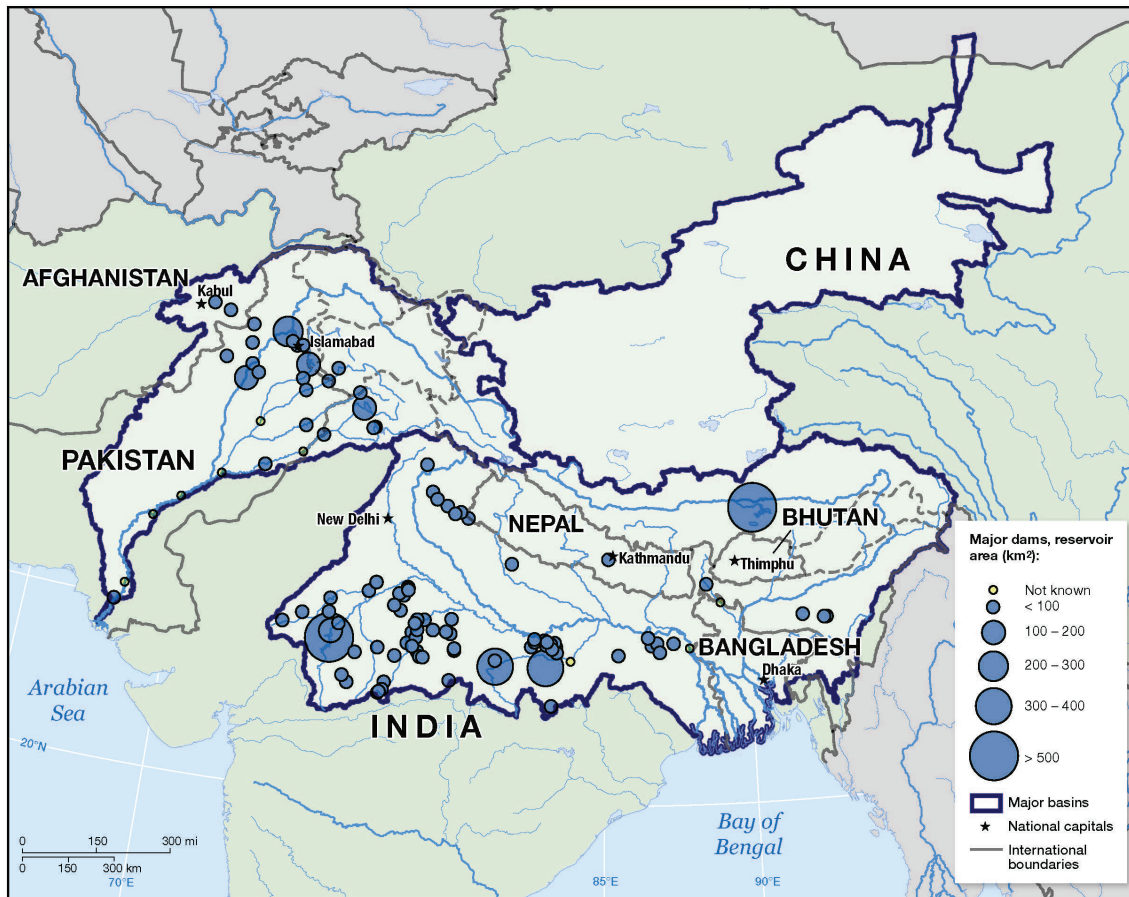 CHINA
AFGHANISTAN
Kabul
Islamabad
PAKISTAN
New Delhi
NEPAL
BHUTAN
Kathmandu
Thimphu
BANGLADESH
Dhaka
INDIA
Arabian
Sea
20°N
Bay of
Bengal
0 150 300 mi
0 150 300 km
70°E
85°E
90°E
Major dams, reservoir
area (km²):
Not known
< 100
100 – 200
200 – 300
300 – 400
> 500
Major basins
National capitals
International
boundaries